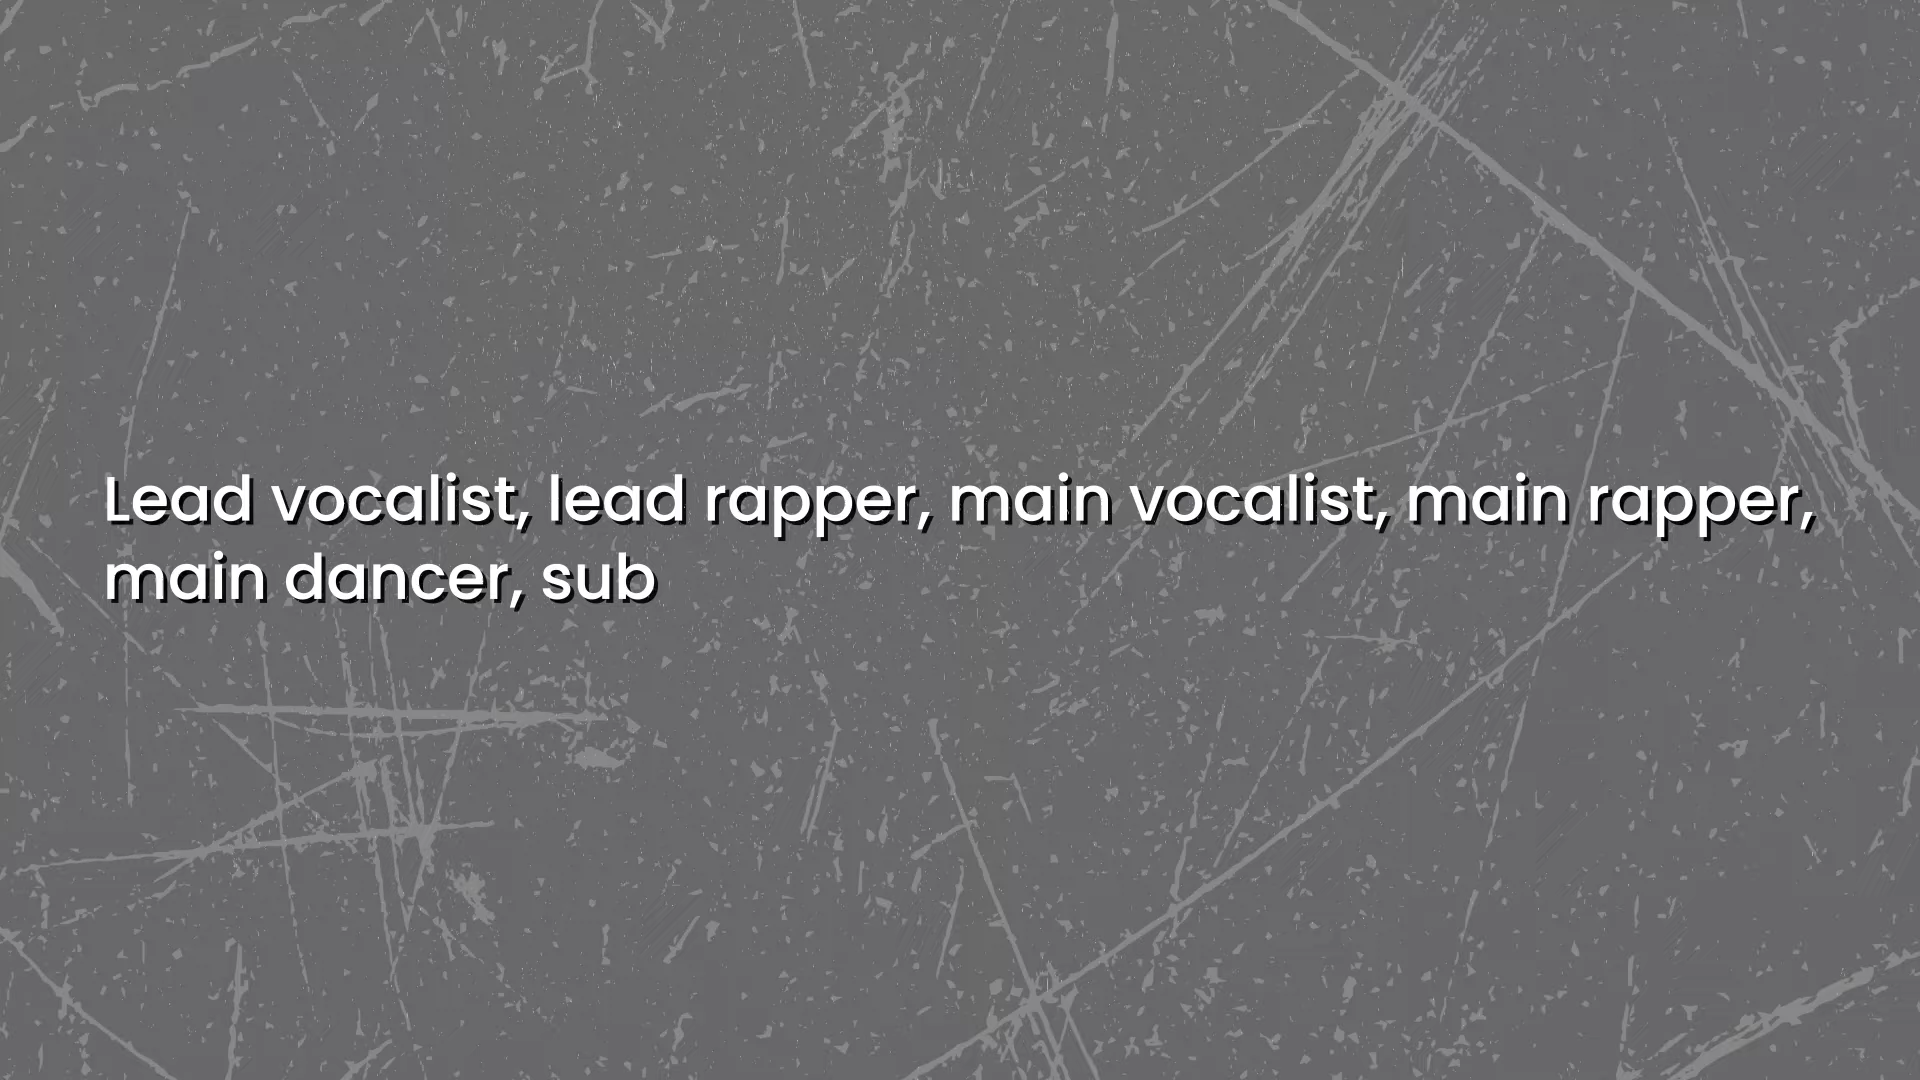 Lead vocalist, lead rapper, main vocalist, main rapper,
main dancer, sub